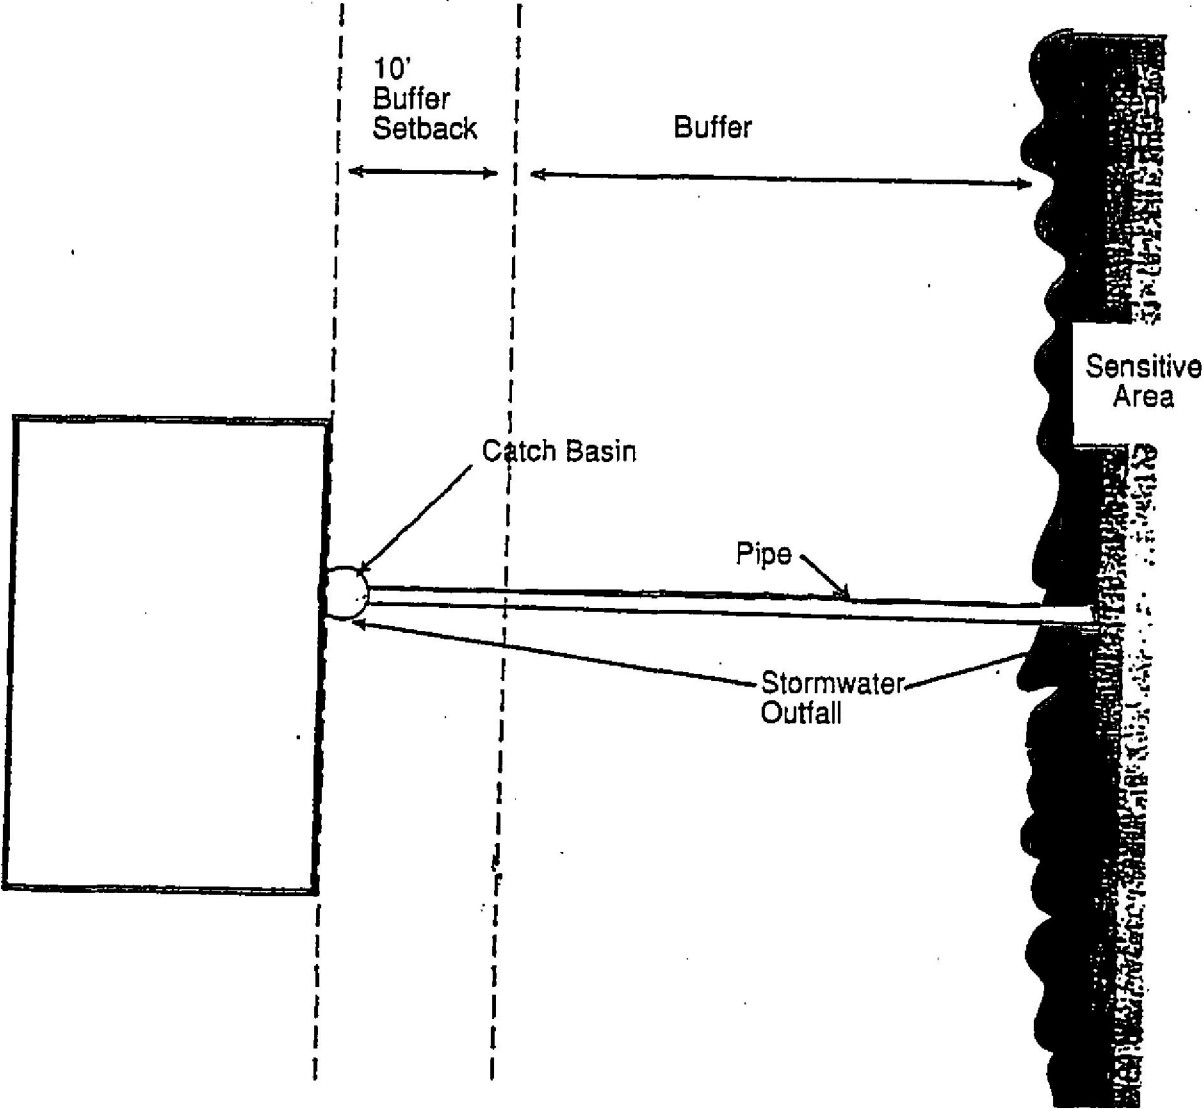 10'
Buffer
Setback
Buffer
Sensitive
Area
Catch Basin
Pipe
Stormwater
Outfall